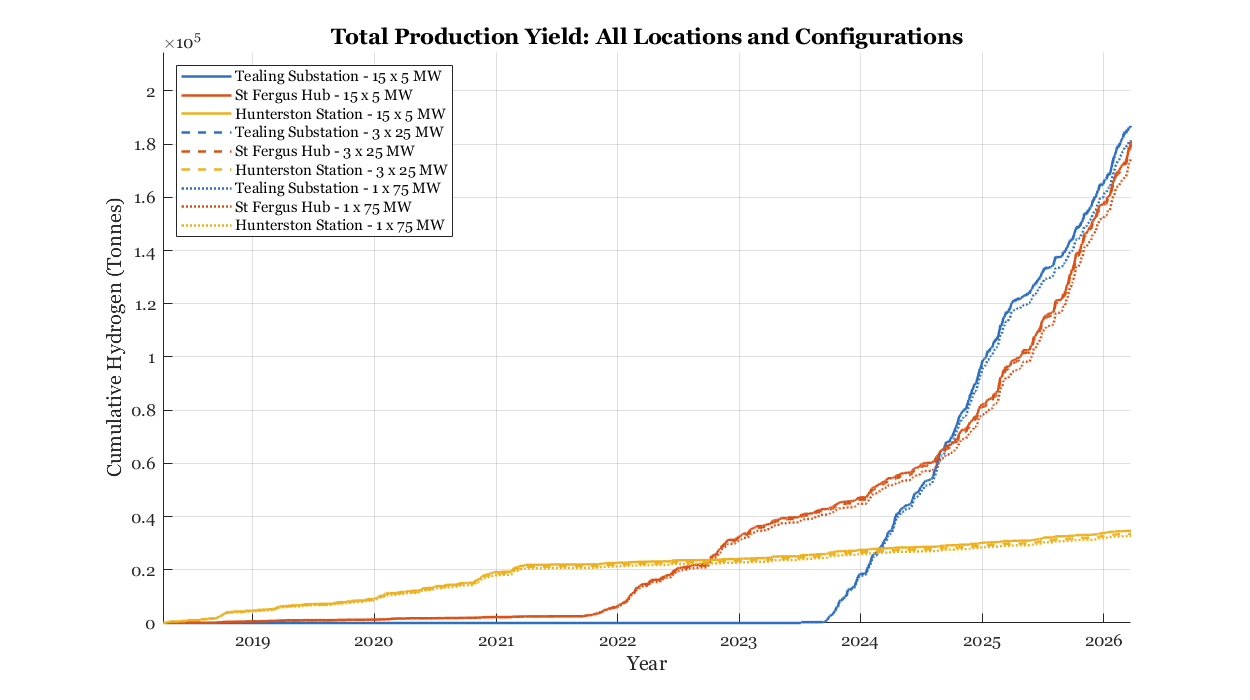 Total Production Yield: All Locations and Configurations
×10⁵
Tealing Substation - 15 x 5 MW
St Fergus Hub - 15 x 5 MW
Hunterston Station - 15 x 5 MW
Tealing Substation - 3 x 25 MW
St Fergus Hub - 3 x 25 MW
Hunterston Station - 3 x 25 MW
Tealing Substation - 1 x 75 MW
St Fergus Hub - 1 x 75 MW
Hunterston Station - 1 x 75 MW
2
1.8
1.6
1.4
1.2
1
0.8
0.6
0.4
0.2
0
Cumulative Hydrogen (Tonnes)
2019 2020 2021 2022 2023 2024 2025 2026
Year